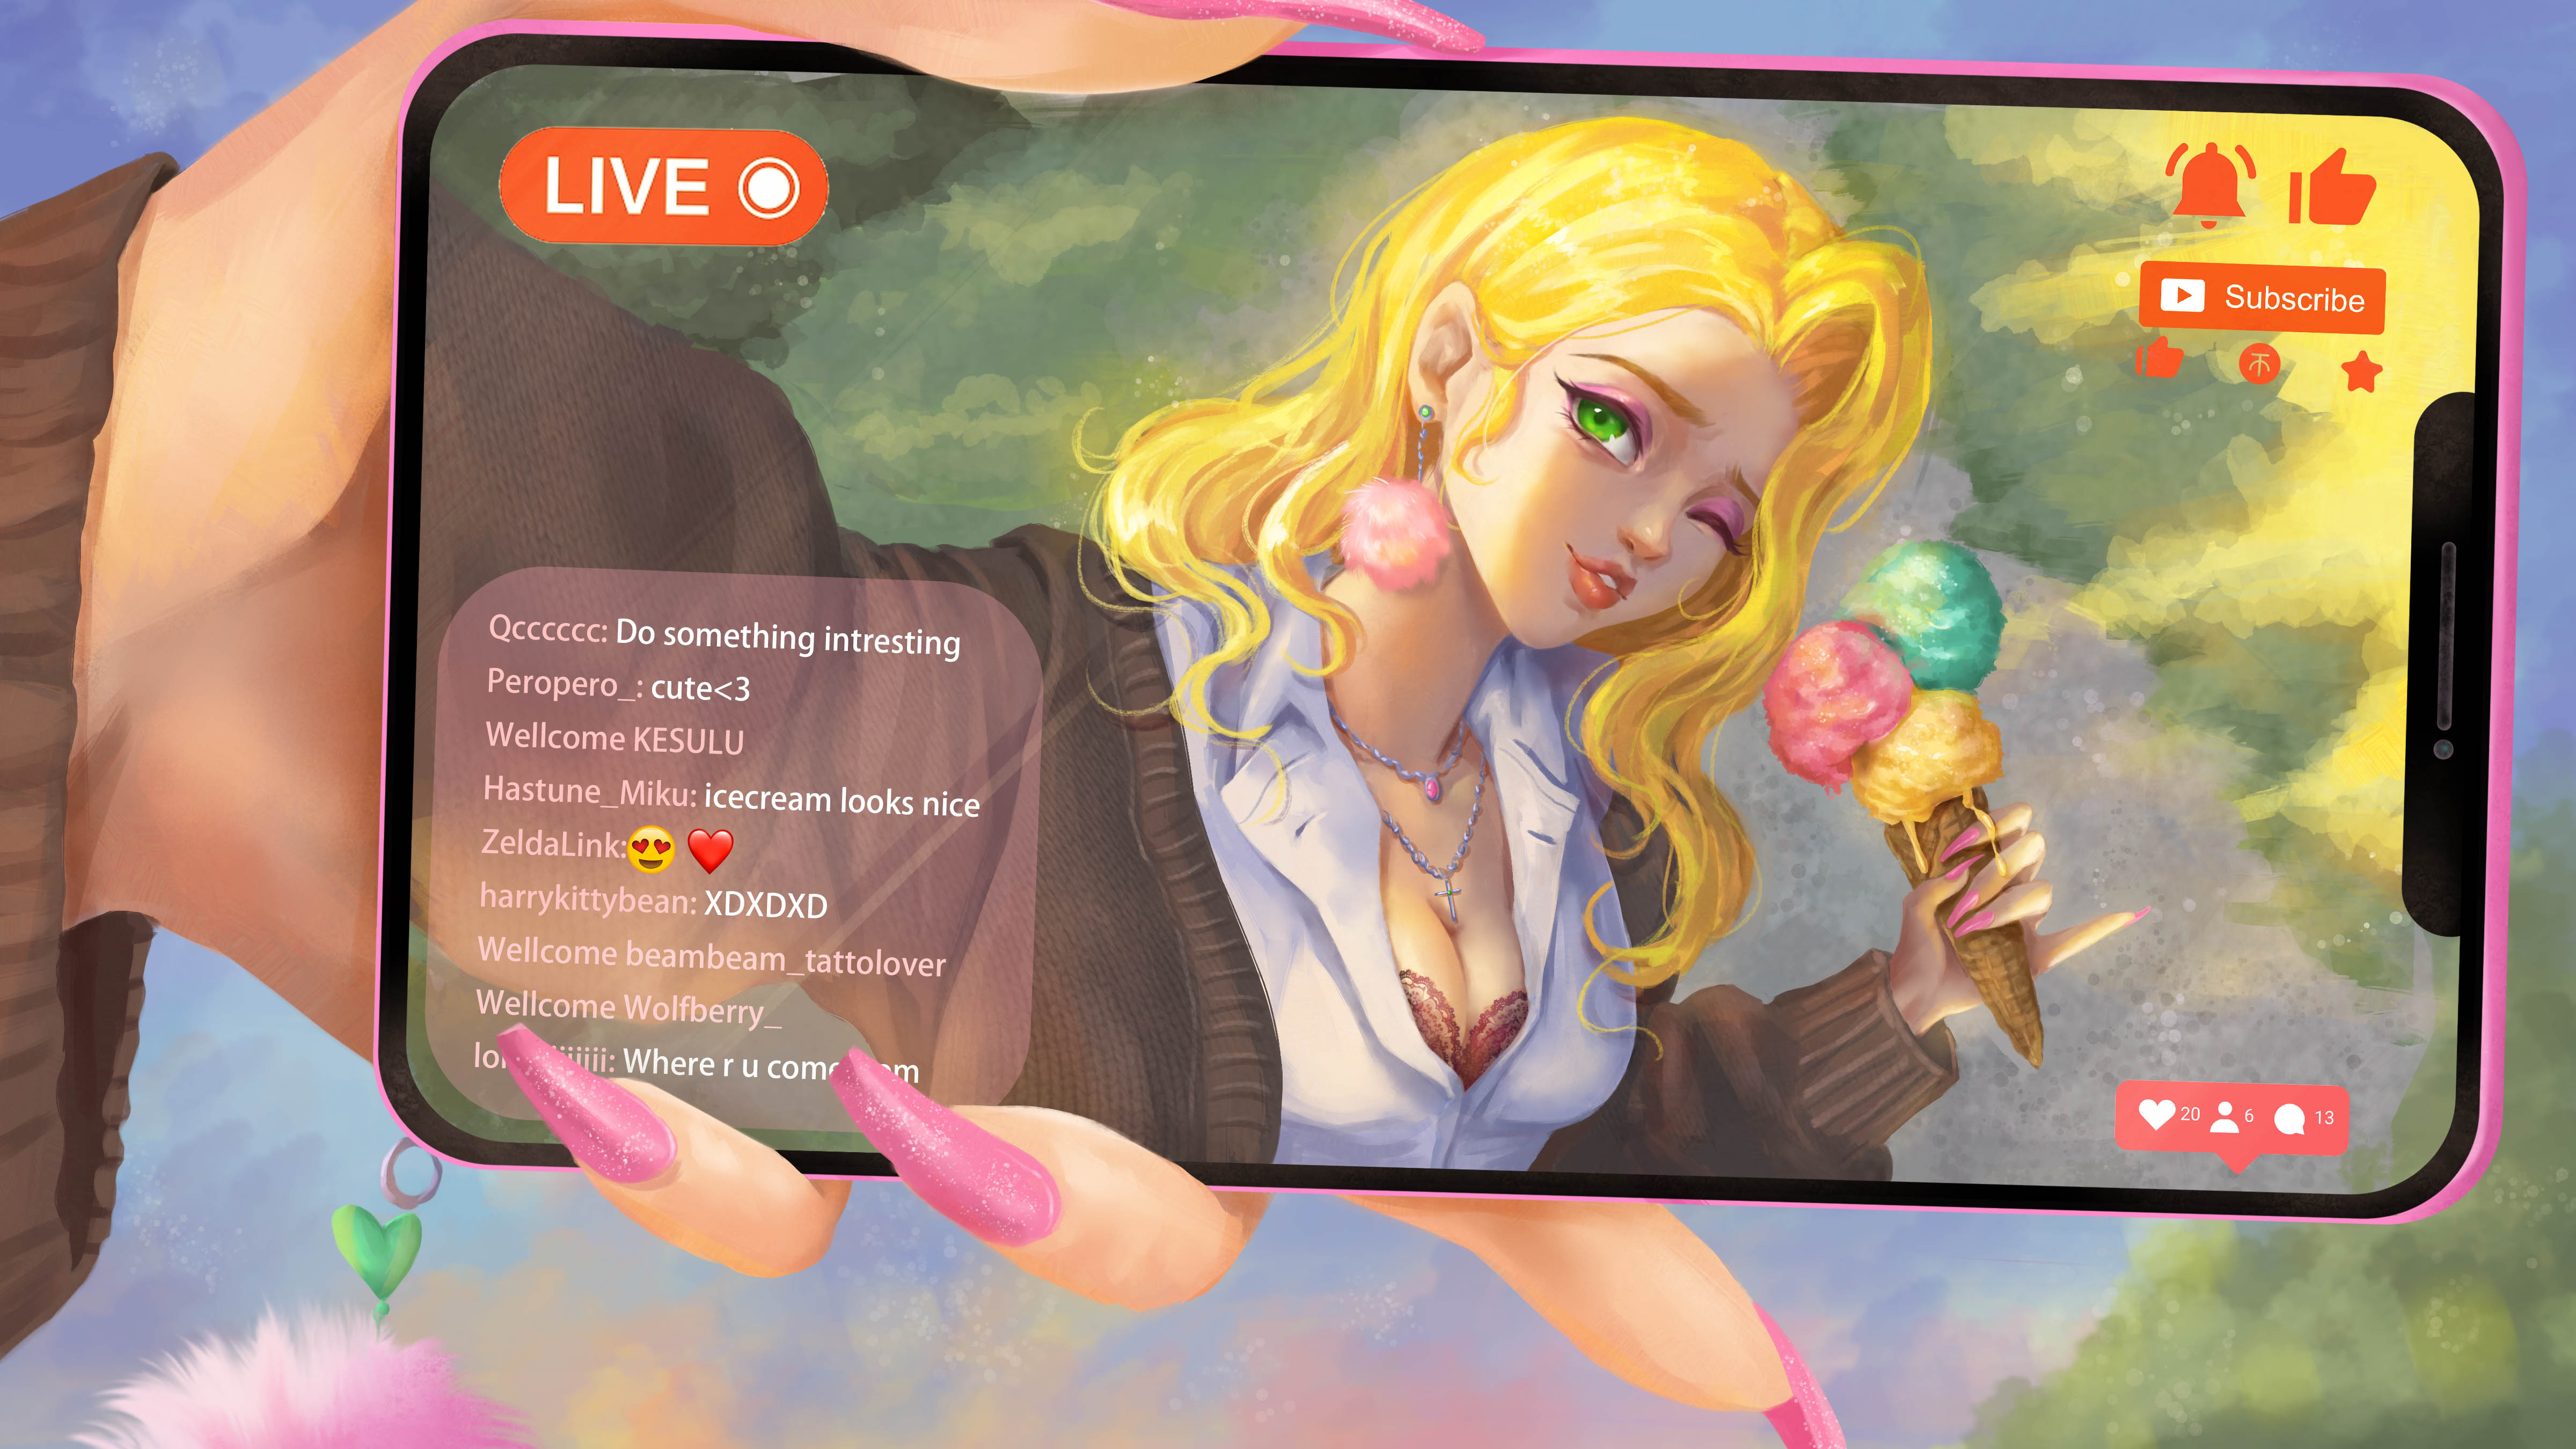 LIVE
Subscribe
币
Qcccccc: Do something intresting
Peropero_: cute<3
Wellcome KESULU
Hastune_Miku: icecream looks nice
ZeldaLink:😍 ❤️
harrykittybean: XDXDXD
Wellcome beambeam_tattolover
Wellcome Wolfberry_
Where r u
20 6 13